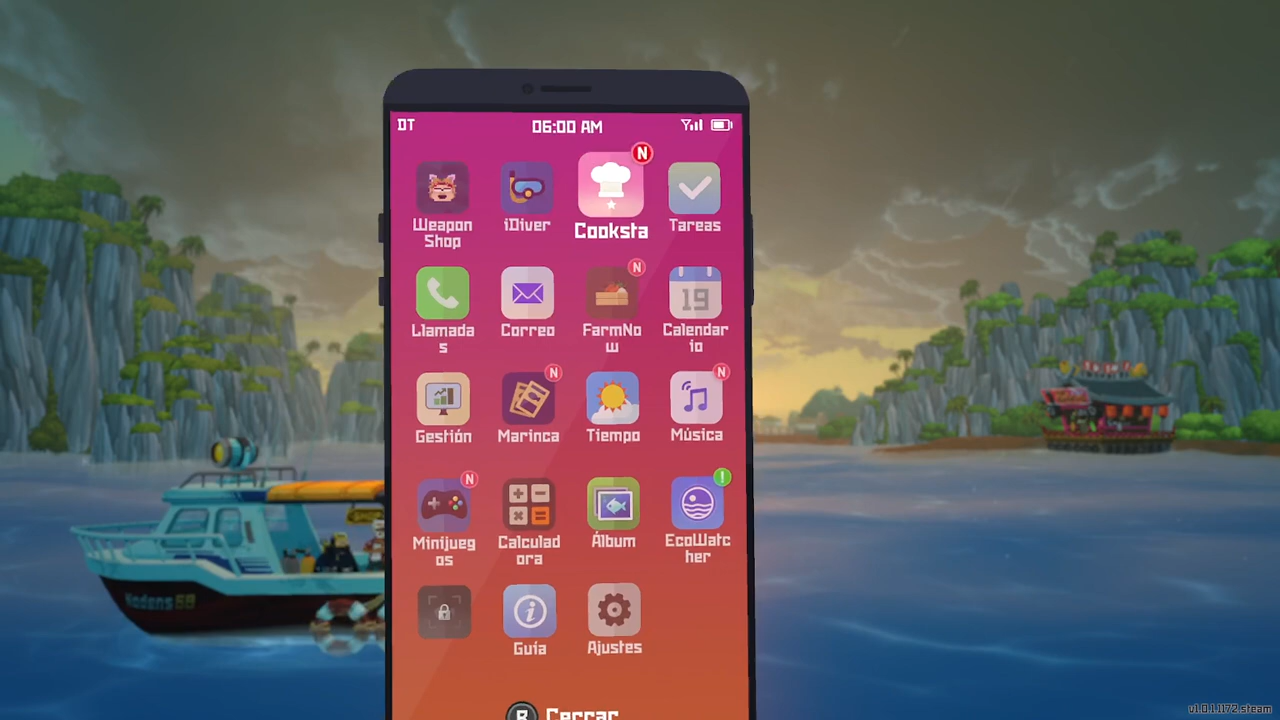 DT
06:00 AM
N
Weapon
Shop
iDiver
Cooksta
Tareas
Llamada
s
Correo
N
FarmNo
w
19
Calendar
io
Gestión
N
Marinca
Tiempo
N
Música
N
Minijueg
os
Calculad
ora
Álbum
!
EcoWatc
her
Guía
Ajustes
B Cerrar
v1.0.1.1172.steam